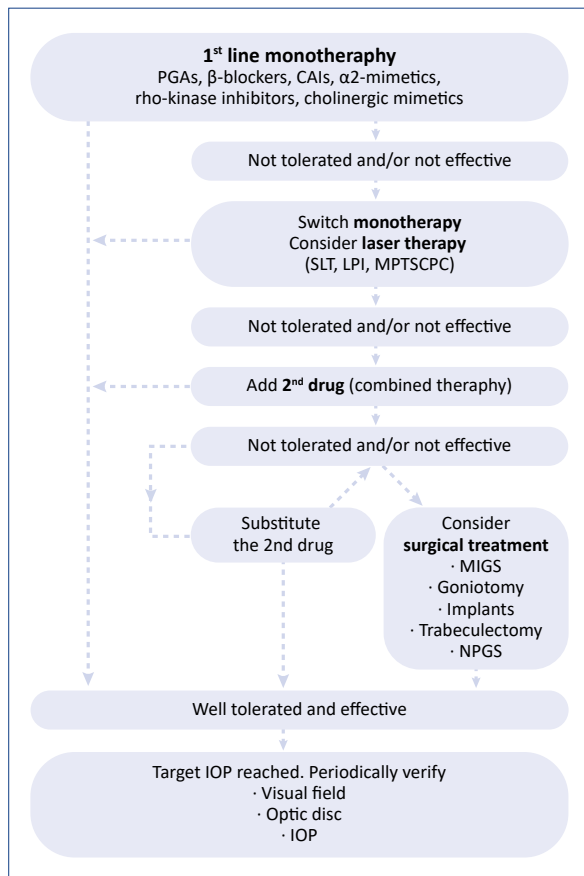 1st line monotheraphy
PGAs, β-blockers, CAIs, α2-mimetics,
rho-kinase inhibitors, cholinergic mimetics
Not tolerated and/or not effective
Switch monotherapy
Consider laser therapy
(SLT, LPI, MPTSCPC)
Not tolerated and/or not effective
Add 2nd drug (combined theraphy)
Not tolerated and/or not effective
Substitute
the 2nd drug
Consider
surgical treatment
· MIGS
· Goniotomy
· Implants
· Trabeculectomy
· NPGS
Well tolerated and effective
Target IOP reached. Periodically verify
· Visual field
· Optic disc
· IOP